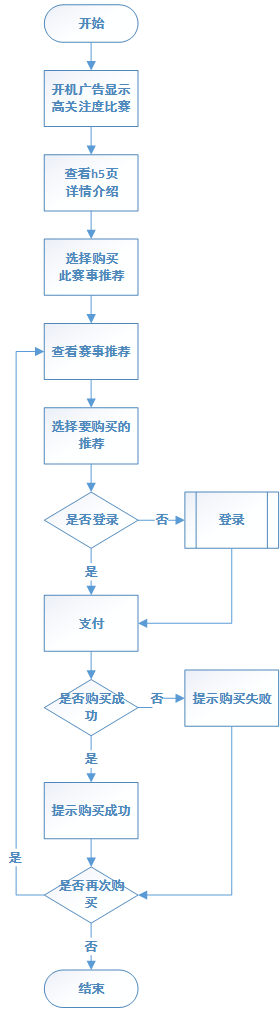 开始
开机广告显示
高关注度比赛
查看h5页
详情介绍
选择购买
此赛事推荐
查看赛事推荐
选择要购买的
推荐
是否登录
否
登录
是
支付
是否购买成
功
否
提示购买失败
是
提示购买成功
是
是否再次购
买
否
结束